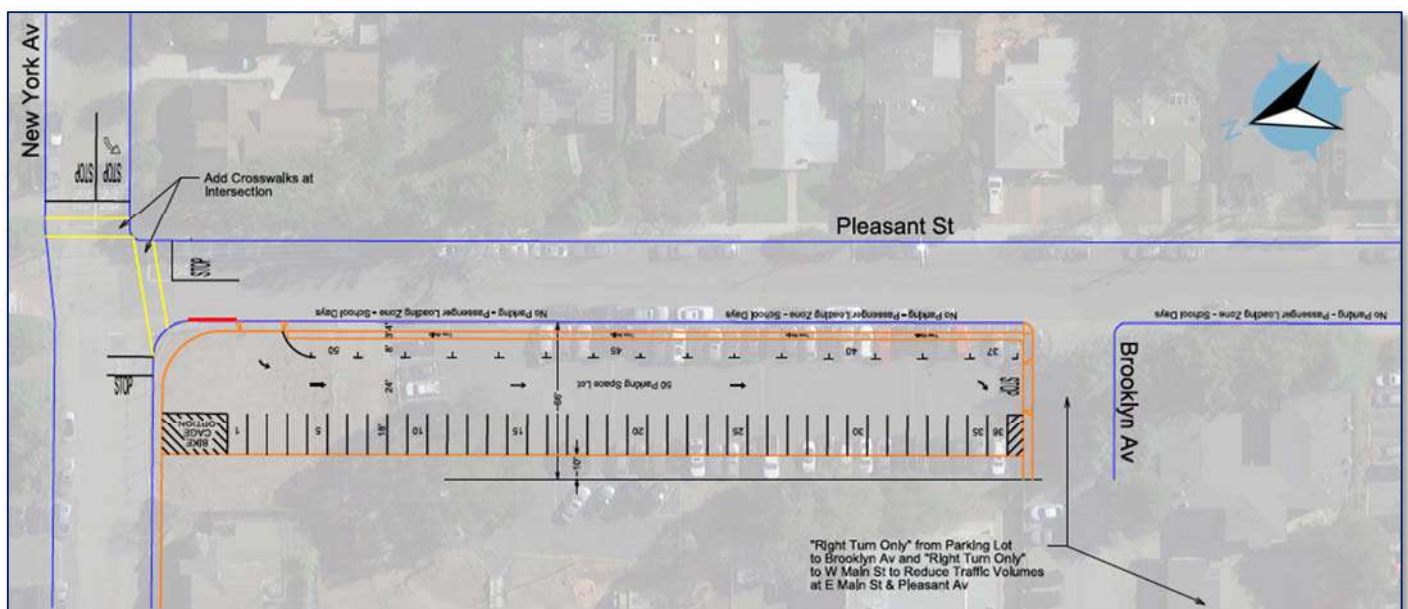 New York Av
STOP
STOP
Add Crosswalks at
Intersection
Pleasant St
N
STOP
No Parking - Passenger Loading Zone - School Days
No Parking - Passenger Loading Zone - School Days
No Parking - Passenger Loading Zone - School Days
3'4'
8'
50
45
40
37
24'
50 Parking Space Lot
~66'
STOP
STOP
BIKE
CAGE
OPTION
1
5
18'
10
15
20
25
30
35
36
~10'
Brooklyn Av
"Right Turn Only" from Parking Lot
to Brooklyn Av and "Right Turn Only"
to W Main St to Reduce Traffic Volumes
at E Main St & Pleasant Av